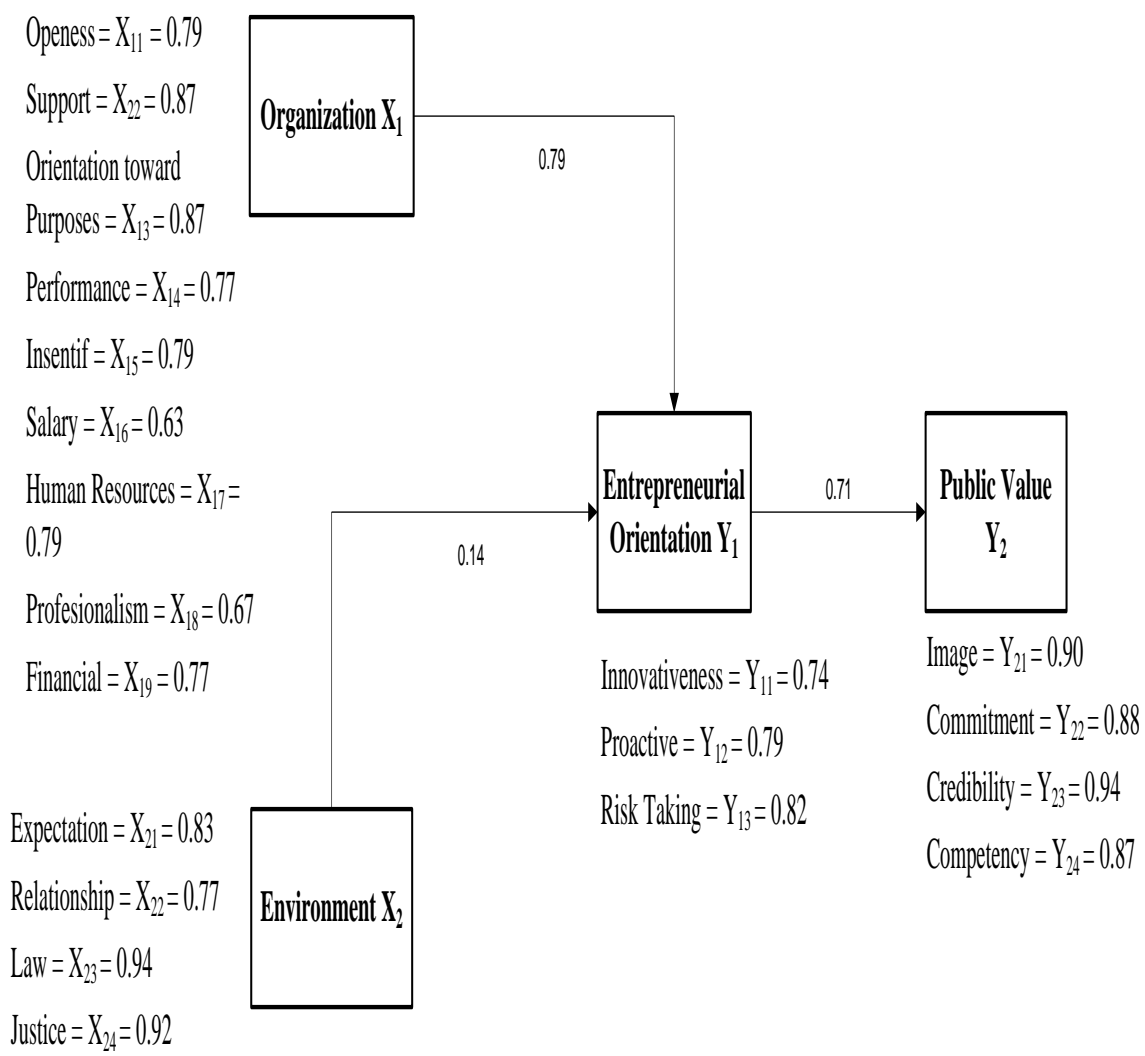 Openess = X11 = 0.79
Support = X22 = 0.87
Orientation toward
Purposes = X13 = 0.87
Performance = X14 = 0.77
Insentif = X15 = 0.79
Salary = X16 = 0.63
Human Resources = X17 =
0.79
Profesionalism = X18 = 0.67
Financial = X19 = 0.77
Organization X1
0.79
Expectation = X21 = 0.83
Relationship = X22 = 0.77
Law = X23 = 0.94
Justice = X24 = 0.92
Environment X2
0.14
Entrepreneurial
Orientation Y1
Innovativeness = Y11 = 0.74
Proactive = Y12 = 0.79
Risk Taking = Y13 = 0.82
0.71
Public Value
Y2
Image = Y21 = 0.90
Commitment = Y22 = 0.88
Credibility = Y23 = 0.94
Competency = Y24 = 0.87